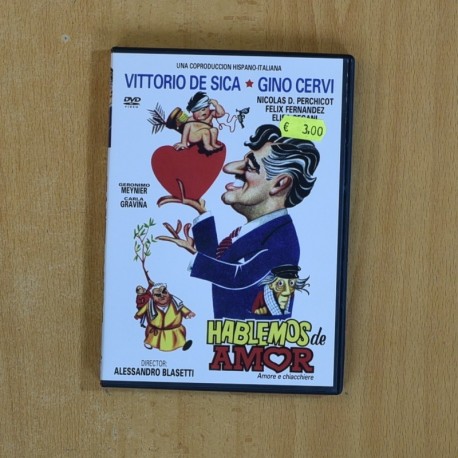 UNA COPRODUCCION HISPANO-ITALIANA
VITTORIO DE SICA ★ GINO CERVI
DVD
VIDEO
NICOLAS D. PERCHICOT
FELIX FERNANDEZ
€ 3,00
GERONIMO
MEYNIER
CARLA
GRAVINA
HABLEMOS de
AMOR
Amore e chiacchiere
DIRECTOR:
ALESSANDRO BLASETTI